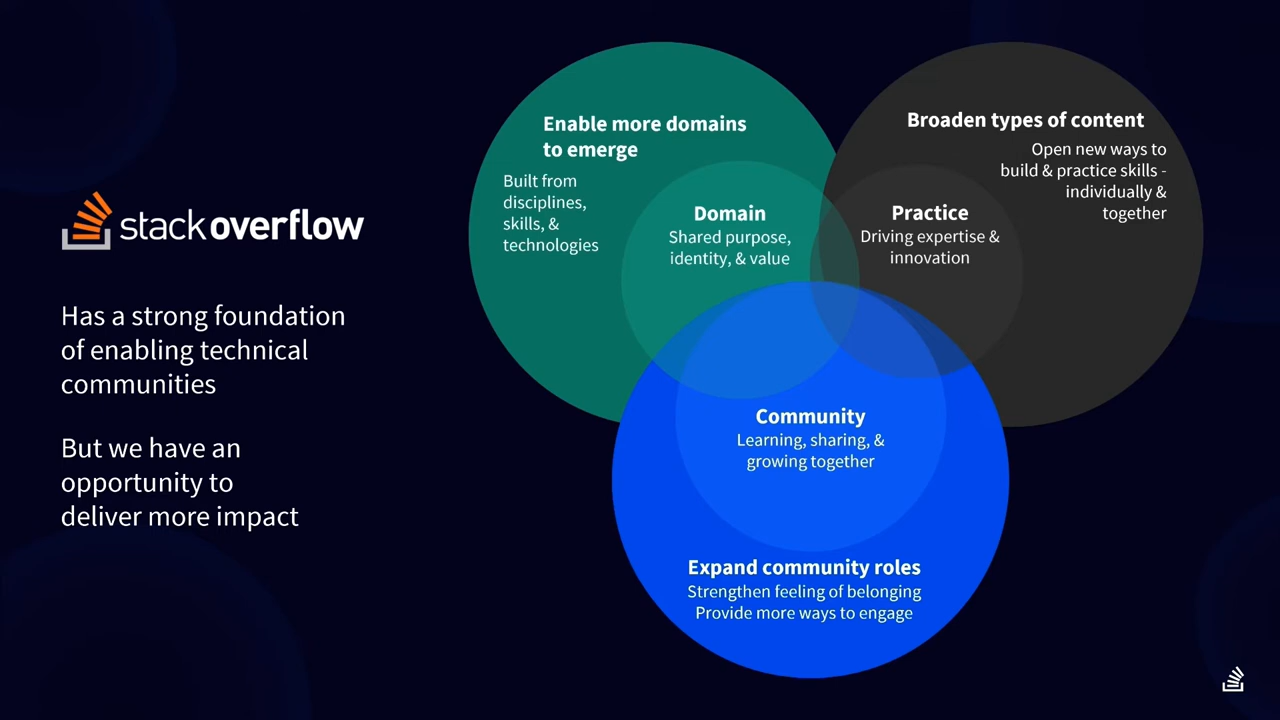 stackoverflow
Has a strong foundation
of enabling technical
communities
But we have an
opportunity to
deliver more impact
Enable more domains
to emerge
Built from
disciplines,
skills, &
technologies
Domain
Shared purpose,
identity, & value
Broaden types of content
Open new ways to
build & practice skills -
individually &
together
Practice
Driving expertise &
innovation
Community
Learning, sharing, &
growing together
Expand community roles
Strengthen feeling of belonging
Provide more ways to engage